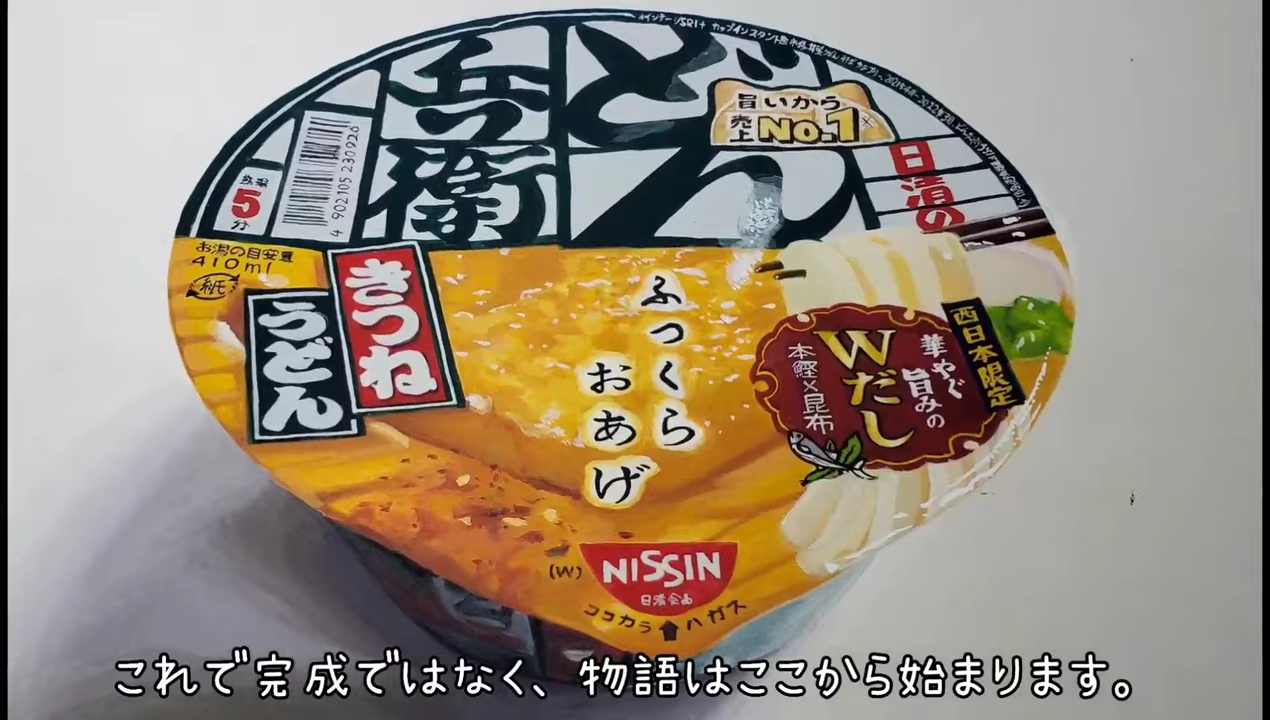 どん
兵衛
旨いから
売上No.1※
日清の
熱湯
5
分
4 902105 230926
お湯の目安量
410ml
紙
きつね
うどん
ふっくら
おあげ
西日本限定
華やぐ
旨みの
Wだし
本鰹×昆布
(W)
NISSIN
日清食品
ココカラ⬆ハガス
これで完成ではなく、物語はここから始まります。